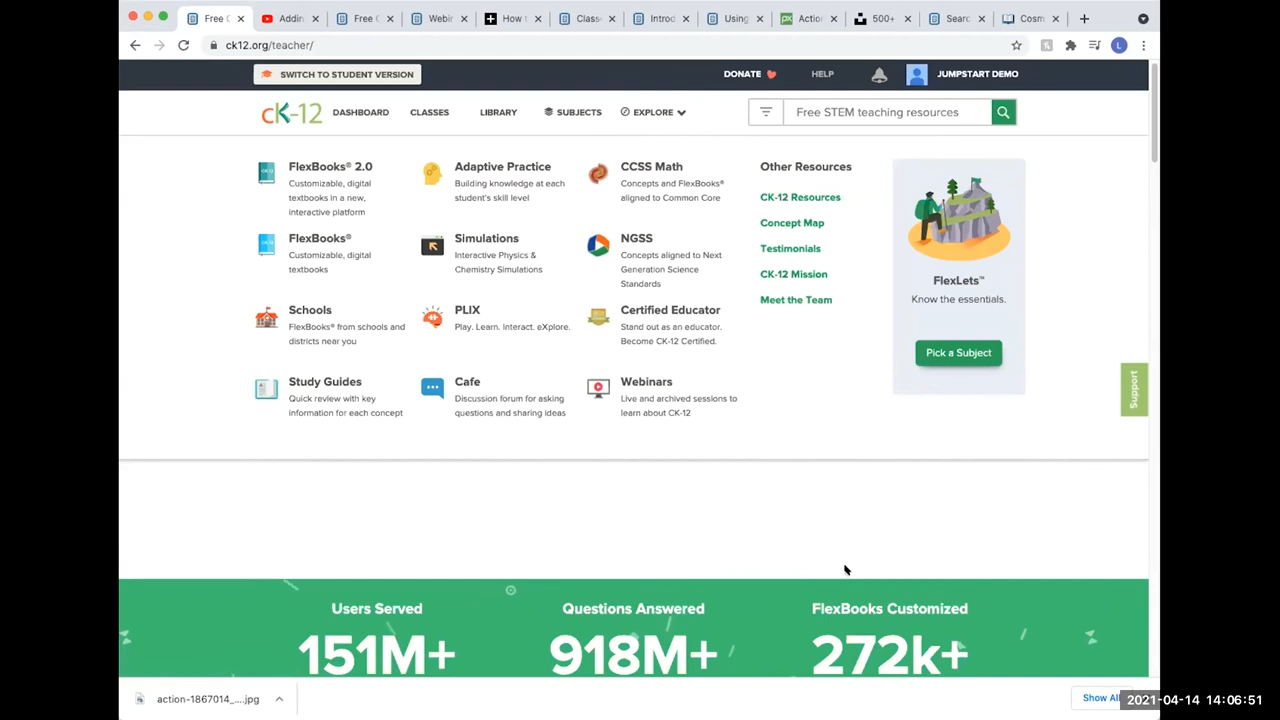 Free C
Addin
Free C
Webin
How t
Class
Introd
Using
Action
500+
Searc
Cosm
ck12.org/teacher/
L
SWITCH TO STUDENT VERSION
DONATE
HELP
JUMPSTART DEMO
cK-12
DASHBOARD
CLASSES
LIBRARY
SUBJECTS
EXPLORE
Free STEM teaching resources
FlexBooks® 2.0
Customizable, digital
textbooks in a new,
interactive platform
FlexBooks®
Customizable, digital
textbooks
Schools
FlexBooks® from schools and
districts near you
Study Guides
Quick review with key
information for each concept
Adaptive Practice
Building knowledge at each
student's skill level
Simulations
Interactive Physics &
Chemistry Simulations
PLIX
Play. Learn. Interact. eXplore.
Cafe
Discussion forum for asking
questions and sharing ideas
CCSS Math
Concepts and FlexBooks®
aligned to Common Core
NGSS
Concepts aligned to Next
Generation Science
Standards
Certified Educator
Stand out as an educator.
Become CK-12 Certified.
Webinars
Live and archived sessions to
learn about CK-12
Other Resources
CK-12 Resources
Concept Map
Testimonials
CK-12 Mission
Meet the Team
FlexLets™
Know the essentials.
Pick a Subject
Support
Users Served
151M+
Questions Answered
918M+
FlexBooks Customized
272k+
action-1867014_....jpg
Show All
2021-04-14 14:06:51